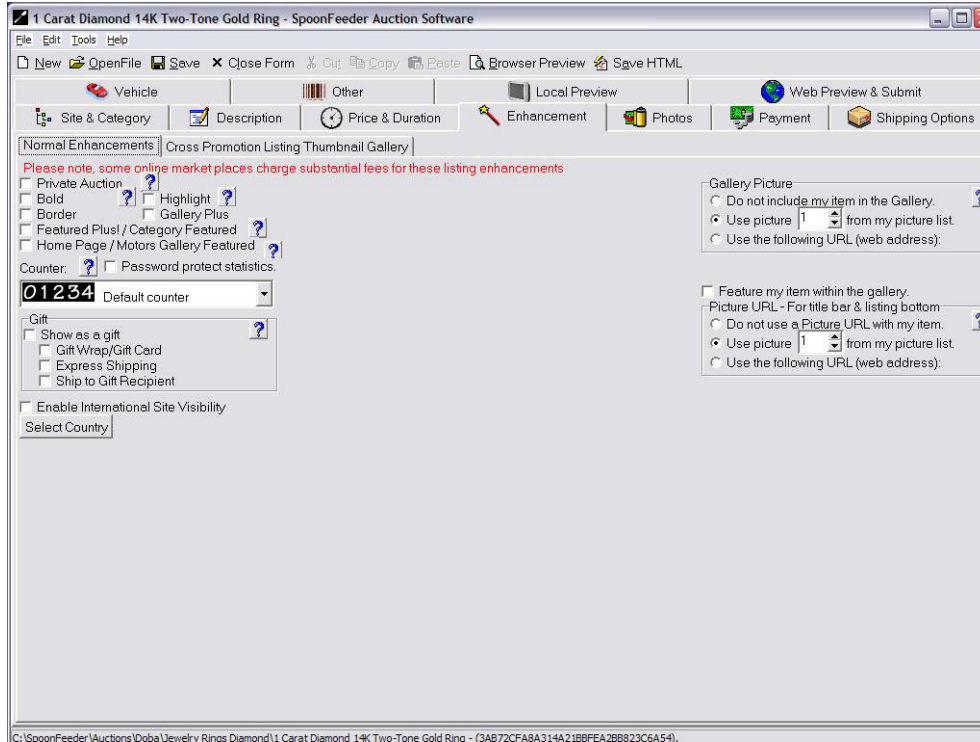 1 Carat Diamond 14K Two-Tone Gold Ring - SpoonFeeder Auction Software
File Edit Tools Help
New OpenFile Save Close Form Cut Copy Paste Browser Preview Save HTML
Vehicle Other Local Preview Web Preview & Submit
Site & Category Description Price & Duration Enhancement Photos Payment Shipping Options
Normal Enhancements Cross Promotion Listing Thumbnail Gallery
Please note, some online market places charge substantial fees for these listing enhancements
Private Auction ?
Bold ? Highlight ?
Border Gallery Plus
Featured Plus! / Category Featured ?
Home Page / Motors Gallery Featured ?
Counter: ? Password protect statistics.
01234 Default counter
Gift ?
Show as a gift
Gift Wrap/Gift Card
Express Shipping
Ship to Gift Recipient
Enable International Site Visibility
Select Country
Gallery Picture
Do not include my item in the Gallery.
Use picture 1 from my picture list.
Use the following URL (web address):
Feature my item within the gallery.
Picture URL - For title bar & listing bottom
Do not use a Picture URL with my item.
Use picture 1 from my picture list.
Use the following URL (web address):
C:\SpoonFeeder\Auctions\Doba\Jewelry Rings Diamond\1 Carat Diamond 14K Two-Tone Gold Ring - (3AB72CFA8A314A21BBFEA2BB823C6A54).